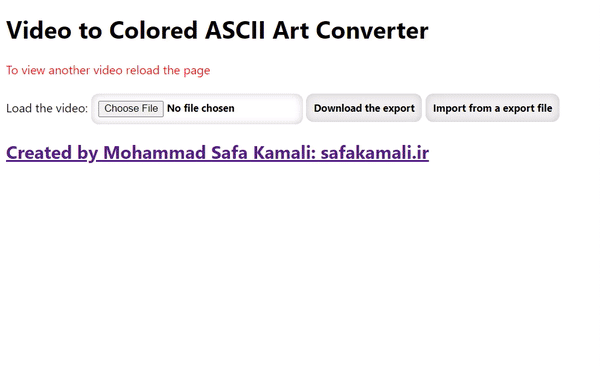 Video to Colored ASCII Art Converter
To view another video reload the page
Load the video: Choose File No file chosen Download the export Import from a export file
Created by Mohammad Safa Kamali: safakamali.ir